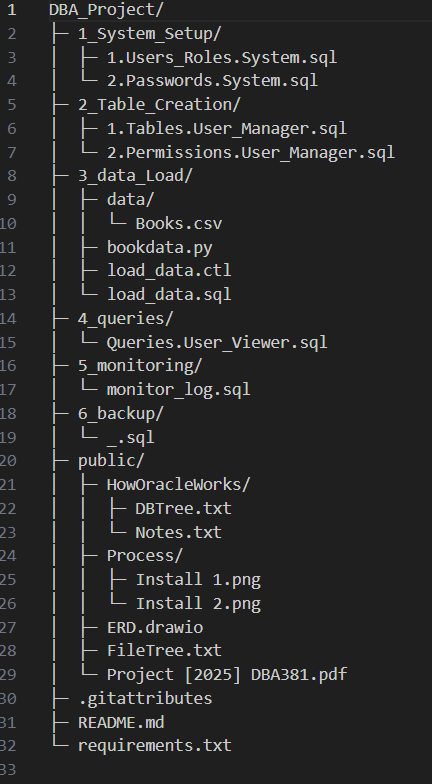 1 DBA_Project/
2 ├─ 1_System_Setup/
3 │  ├─ 1.Users_Roles.System.sql
4 │  └─ 2.Passwords.System.sql
5 ├─ 2_Table_Creation/
6 │  ├─ 1.Tables.User_Manager.sql
7 │  └─ 2.Permissions.User_Manager.sql
8 ├─ 3_data_Load/
9 │  ├─ data/
10 │  │  └─ Books.csv
11 │  ├─ bookdata.py
12 │  ├─ load_data.ctl
13 │  └─ load_data.sql
14 ├─ 4_queries/
15 │  └─ Queries.User_Viewer.sql
16 ├─ 5_monitoring/
17 │  └─ monitor_log.sql
18 ├─ 6_backup/
19 │  └─ _.sql
20 ├─ public/
21 │  ├─ HowOracleWorks/
22 │  │  ├─ DBTree.txt
23 │  │  └─ Notes.txt
24 │  ├─ Process/
25 │  │  ├─ Install 1.png
26 │  │  └─ Install 2.png
27 │  ├─ ERD.drawio
28 │  ├─ FileTree.txt
29 │  └─ Project [2025] DBA381.pdf
30 ├─ .gitattributes
31 ├─ README.md
32 └─ requirements.txt
33